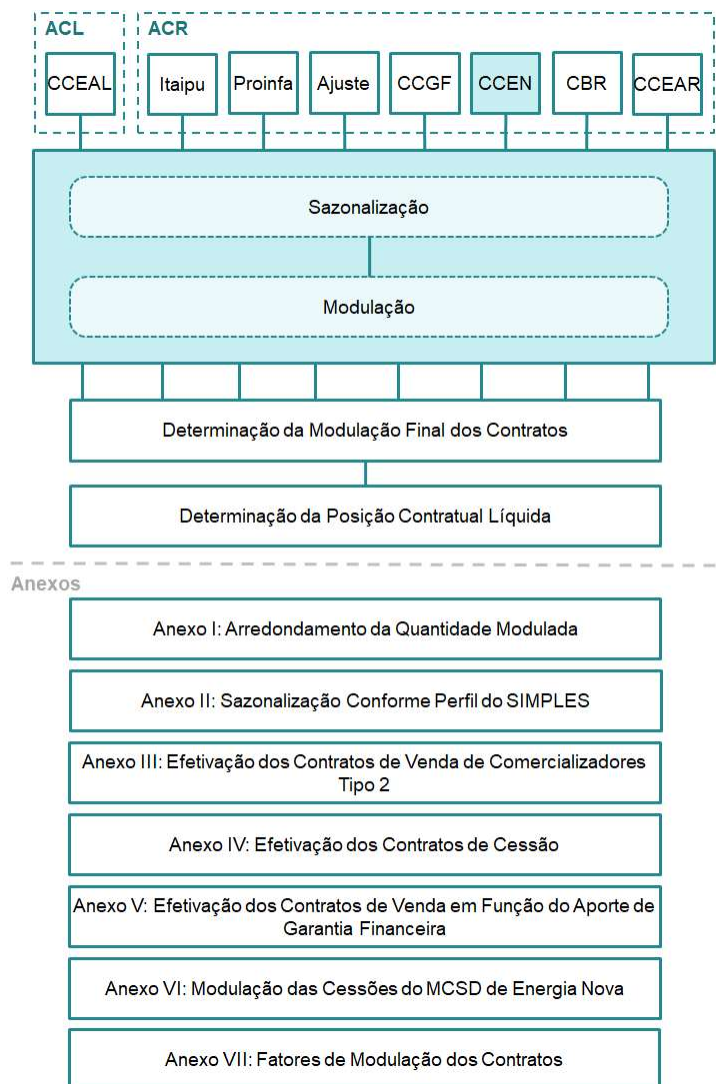 ACL
ACR
CCEAL
Itaipu
Proinfa
Ajuste
CCGF
CCEN
CBR
CCEAR
Sazonalização
Modulação
Determinação da Modulação Final dos Contratos
Determinação da Posição Contratual Líquida
Anexos
Anexo I: Arredondamento da Quantidade Modulada
Anexo II: Sazonalização Conforme Perfil do SIMPLES
Anexo III: Efetivação dos Contratos de Venda de Comercializadores
Tipo 2
Anexo IV: Efetivação dos Contratos de Cessão
Anexo V: Efetivação dos Contratos de Venda em Função do Aporte de
Garantia Financeira
Anexo VI: Modulação das Cessões do MCSD de Energia Nova
Anexo VII: Fatores de Modulação dos Contratos